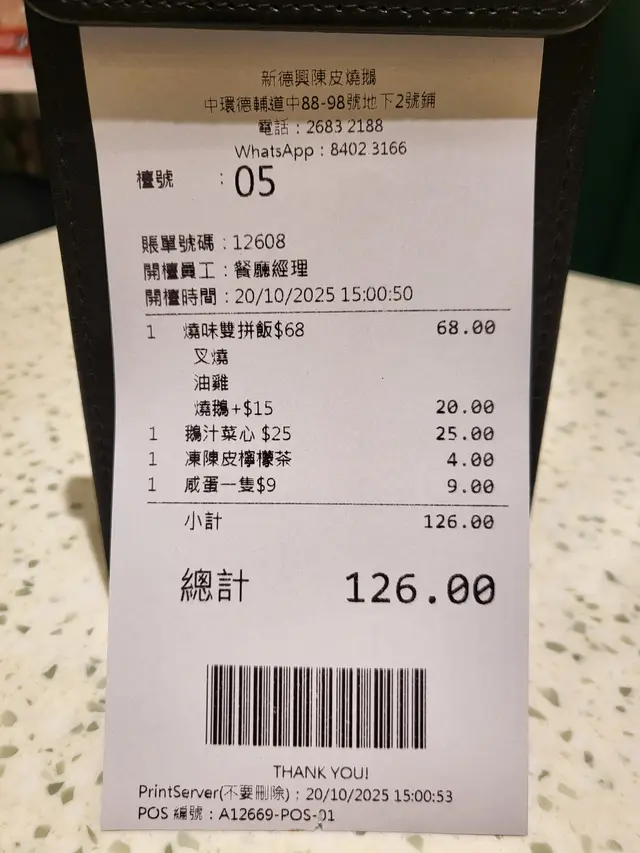 新德興陳皮燒鵝
中環德輔道中88-98號地下2號鋪
電話：2683 2188
WhatsApp：8402 3166
檯號 ：05
賬單號碼：12608
開檯員工：餐廳經理
開檯時間：20/10/2025 15:00:50
1 燒味雙拼飯$68 68.00
叉燒
油雞
燒鵝+$15 20.00
1 鵝汁菜心 $25 25.00
1 凍陳皮檸檬茶 4.00
1 咸蛋一隻$9 9.00
小計 126.00
總計 126.00
THANK YOU!
PrintServer(不要刪除)；20/10/2025 15:00:53
POS 編號：A12669-POS-01